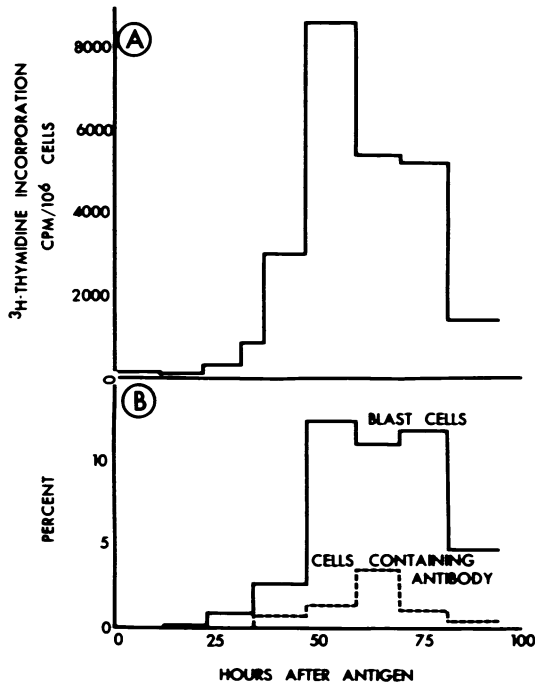 A
8000
6000
4000
2000
0
³H-THYMIDINE INCORPORATION
CPM/10⁶ CELLS
B
BLAST CELLS
10
5
0
PERCENT
CELLS CONTAINING
ANTIBODY
0 25 50 75 100
HOURS AFTER ANTIGEN